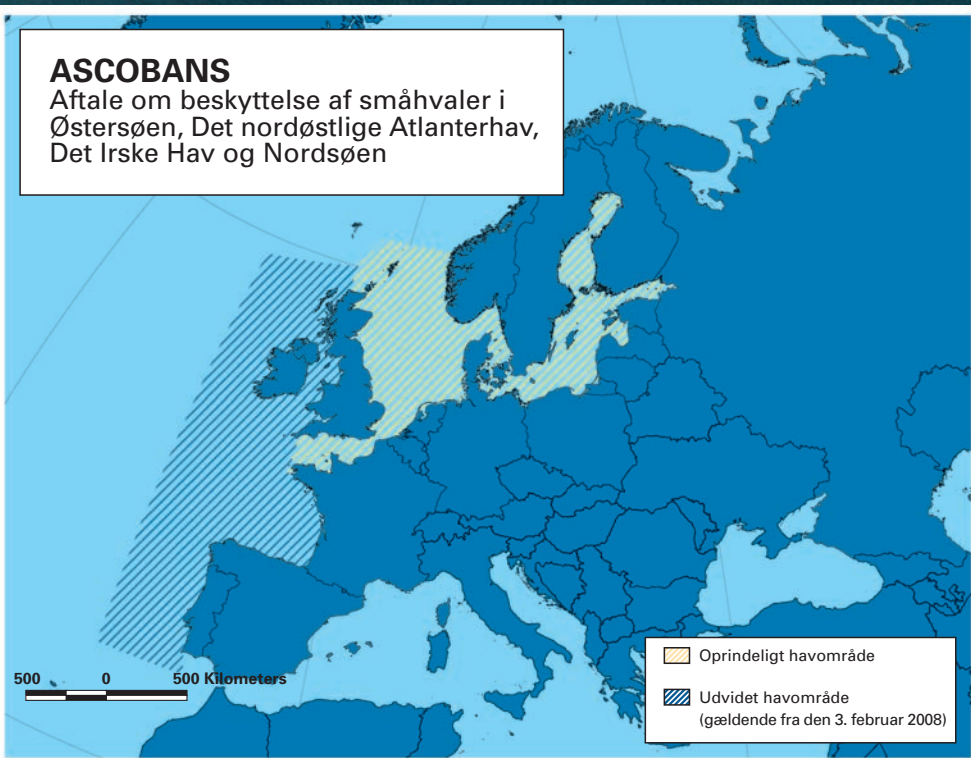 ASCOBANS
Aftale om beskyttelse af småhvaler i
Østersøen, Det nordøstlige Atlanterhav,
Det Irske Hav og Nordsøen
500 0 500 Kilometers
Oprindeligt havområde
Udvidet havområde
(gældende fra den 3. februar 2008)